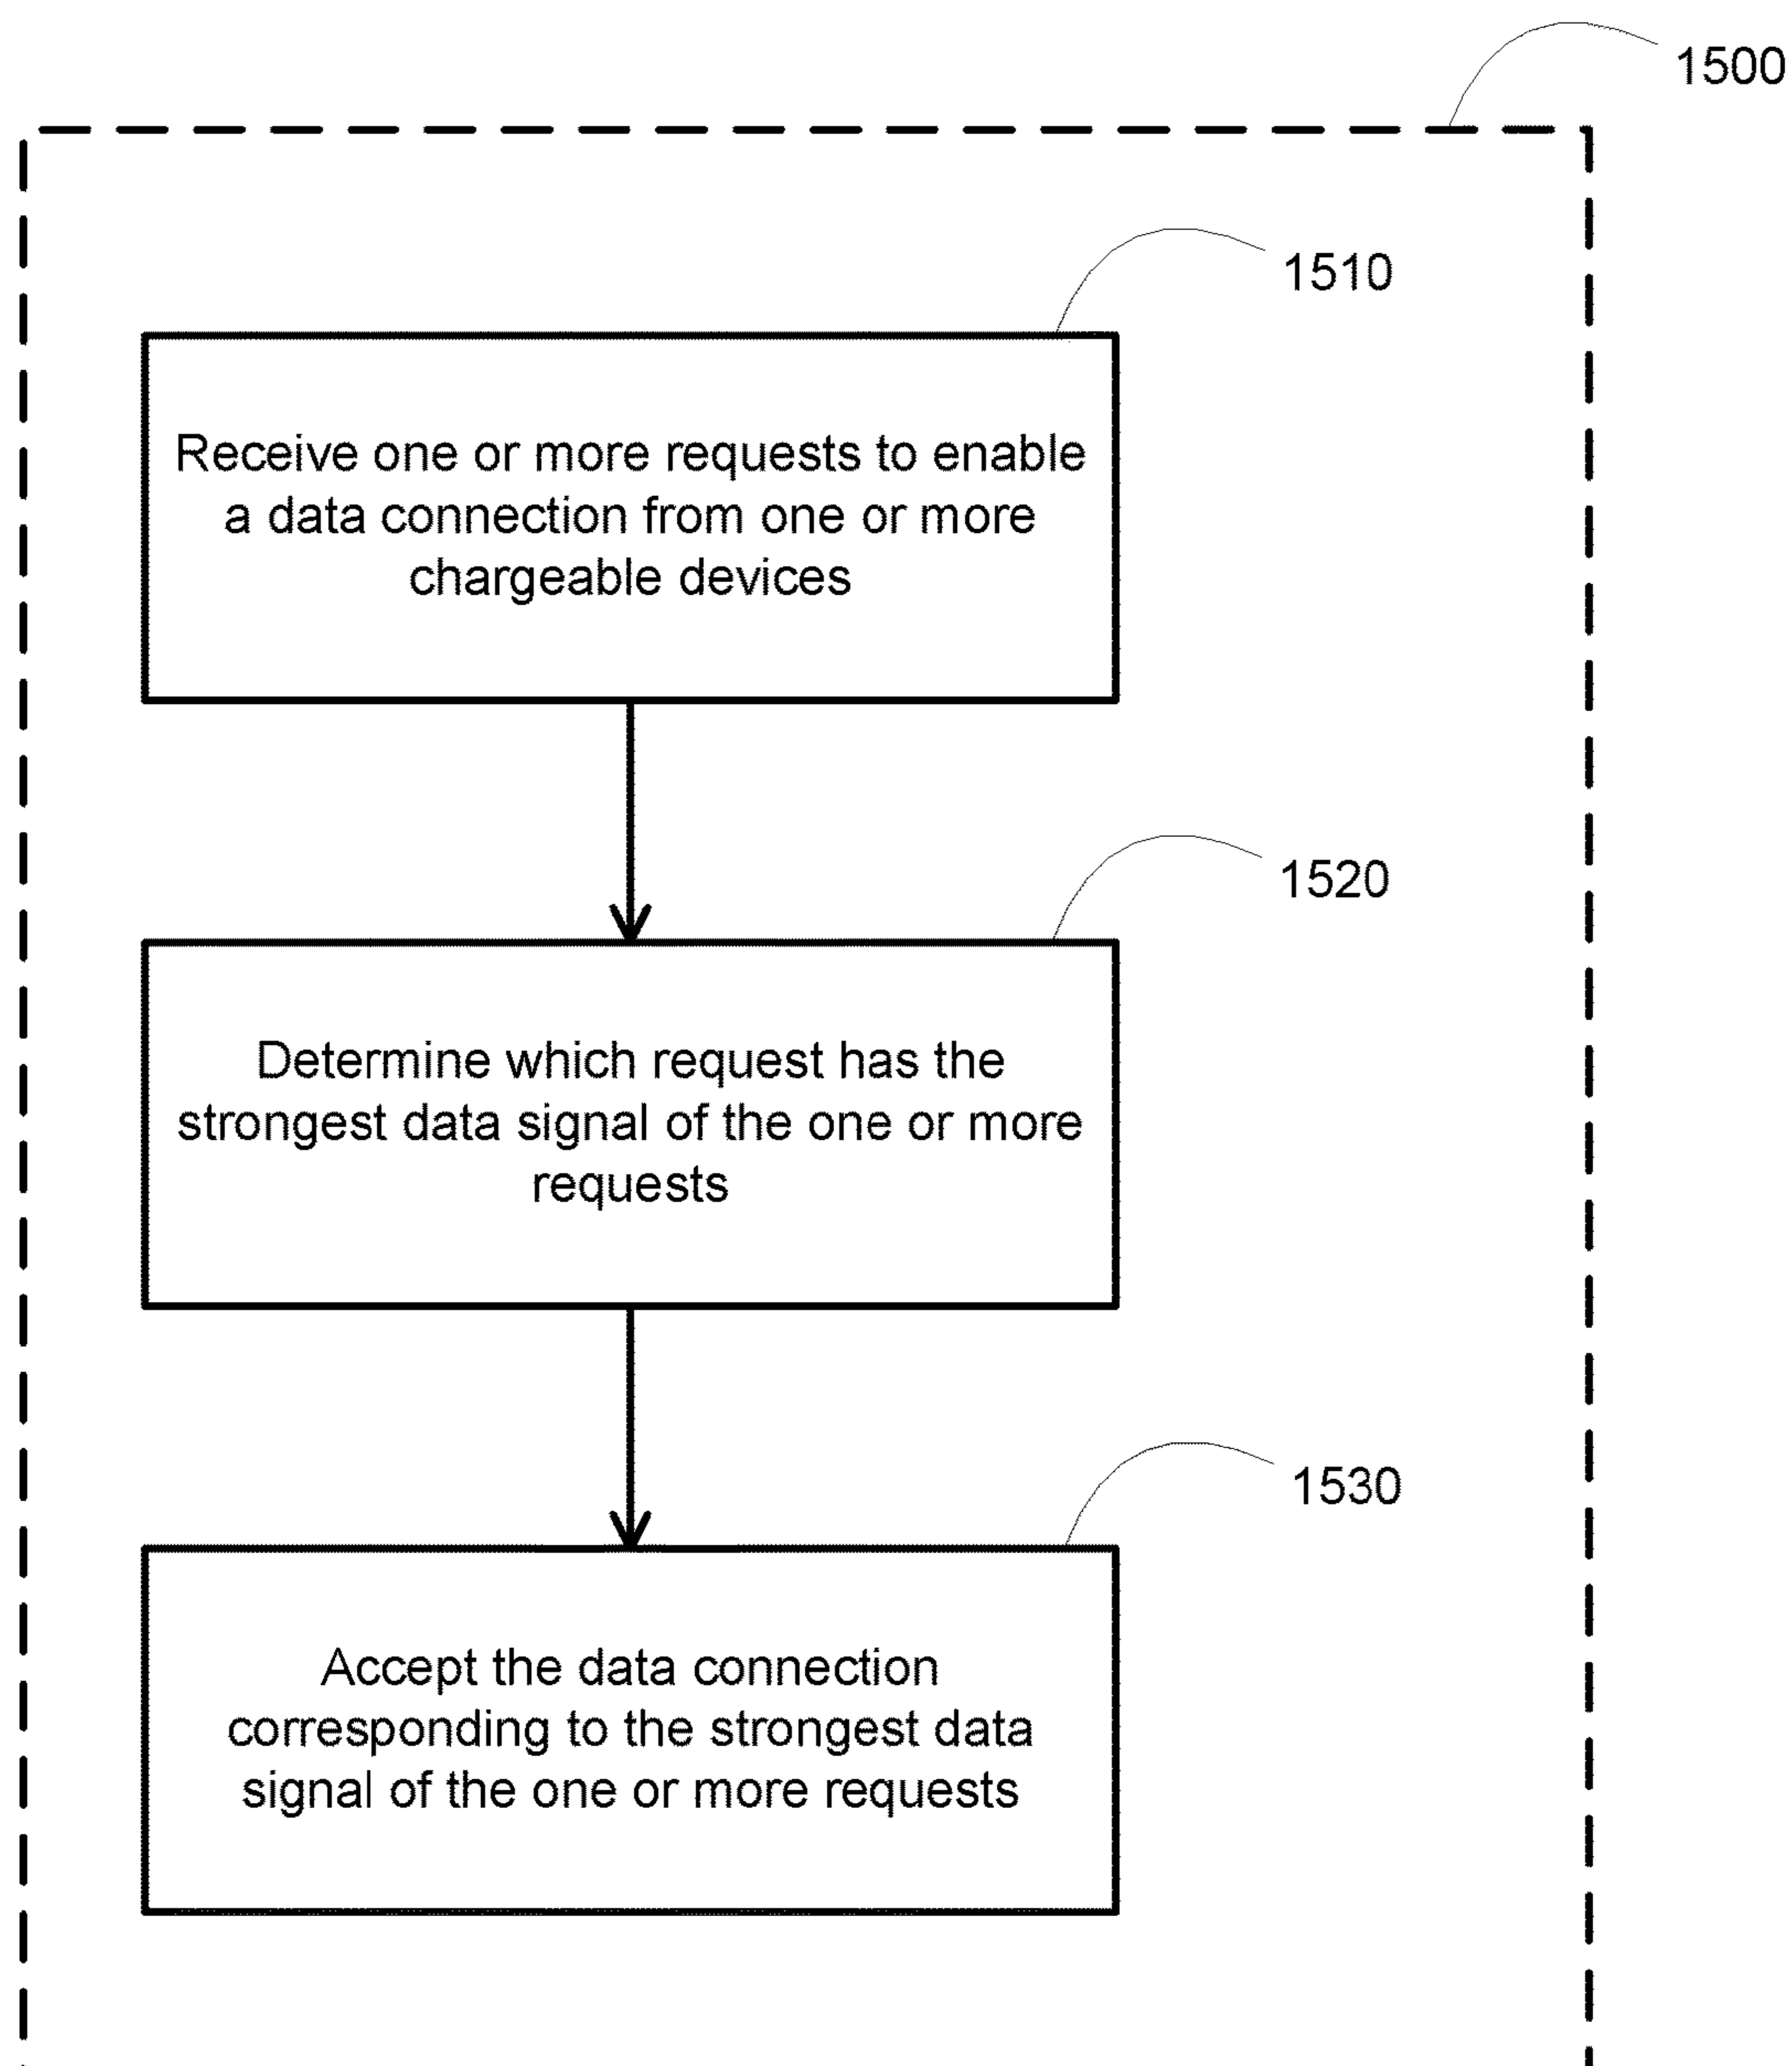 1500
1510
Receive one or more requests to enable
a data connection from one or more
chargeable devices
1520
Determine which request has the
strongest data signal of the one or more
requests
1530
Accept the data connection
corresponding to the strongest data
signal of the one or more requests